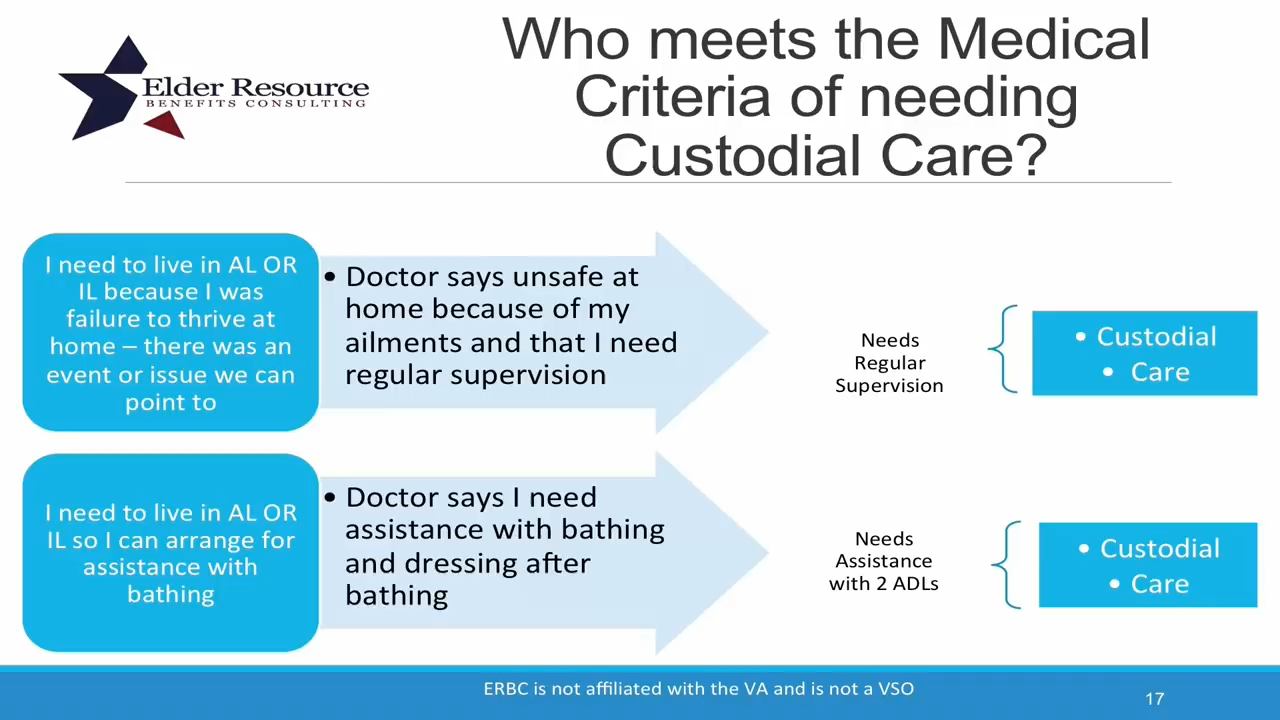 Elder Resource
BENEFITS CONSULTING
Who meets the Medical
Criteria of needing
Custodial Care?
I need to live in AL OR
IL because I was
failure to thrive at
home – there was an
event or issue we can
point to
• Doctor says unsafe at
home because of my
ailments and that I need
regular supervision
Needs
Regular
Supervision
• Custodial
• Care
I need to live in AL OR
IL so I can arrange for
assistance with
bathing
• Doctor says I need
assistance with bathing
and dressing after
bathing
Needs
Assistance
with 2 ADLs
• Custodial
• Care
ERBC is not affiliated with the VA and is not a VSO
17